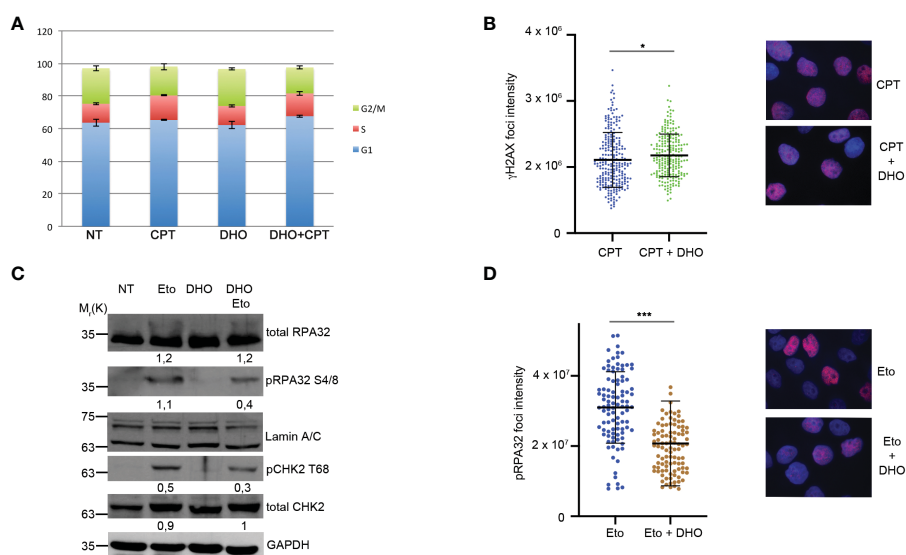 A
120
100
80
60
40
20
0
NT
CPT
DHO
DHO+CPT
G2/M
S
G1
B
γH2AX foci intensity
4 x 10⁶
3 x 10⁶
2 x 10⁶
0
*
CPT
CPT + DHO
CPT
CPT
+
DHO
C
NT
Eto
DHO
DHO
Eto
Mr(K)
35
total RPA32
1,2
1,2
35
pRPA32 S4/8
1,1
0,4
75
63
Lamin A/C
63
pCHK2 T68
0,5
0,3
63
total CHK2
0,9
1
35
GAPDH
D
pRPA32 foci intensity
4 x 10⁷
2 x 10⁷
0
***
Eto
Eto + DHO
Eto
Eto
+
DHO